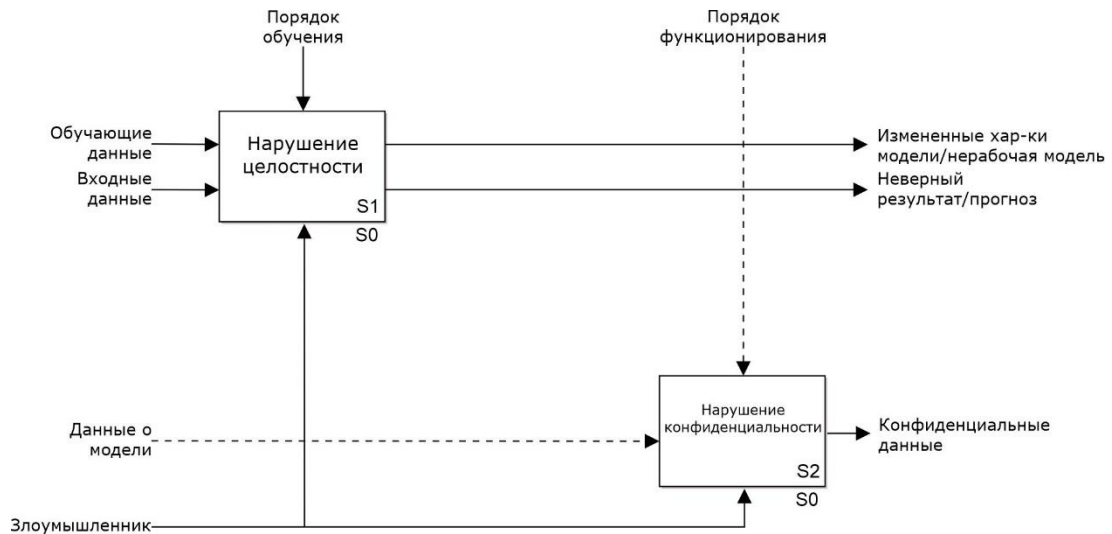 Порядок
обучения
Порядок
функционирования
Обучающие
данные
Входные
данные
Нарушение
целостности
S1
S0
Измененные хар-ки
модели/нерабочая модель
Неверный
результат/прогноз
Данные о
модели
Нарушение
конфиденциальности
S2
S0
Конфиденциальные
данные
Злоумышленник